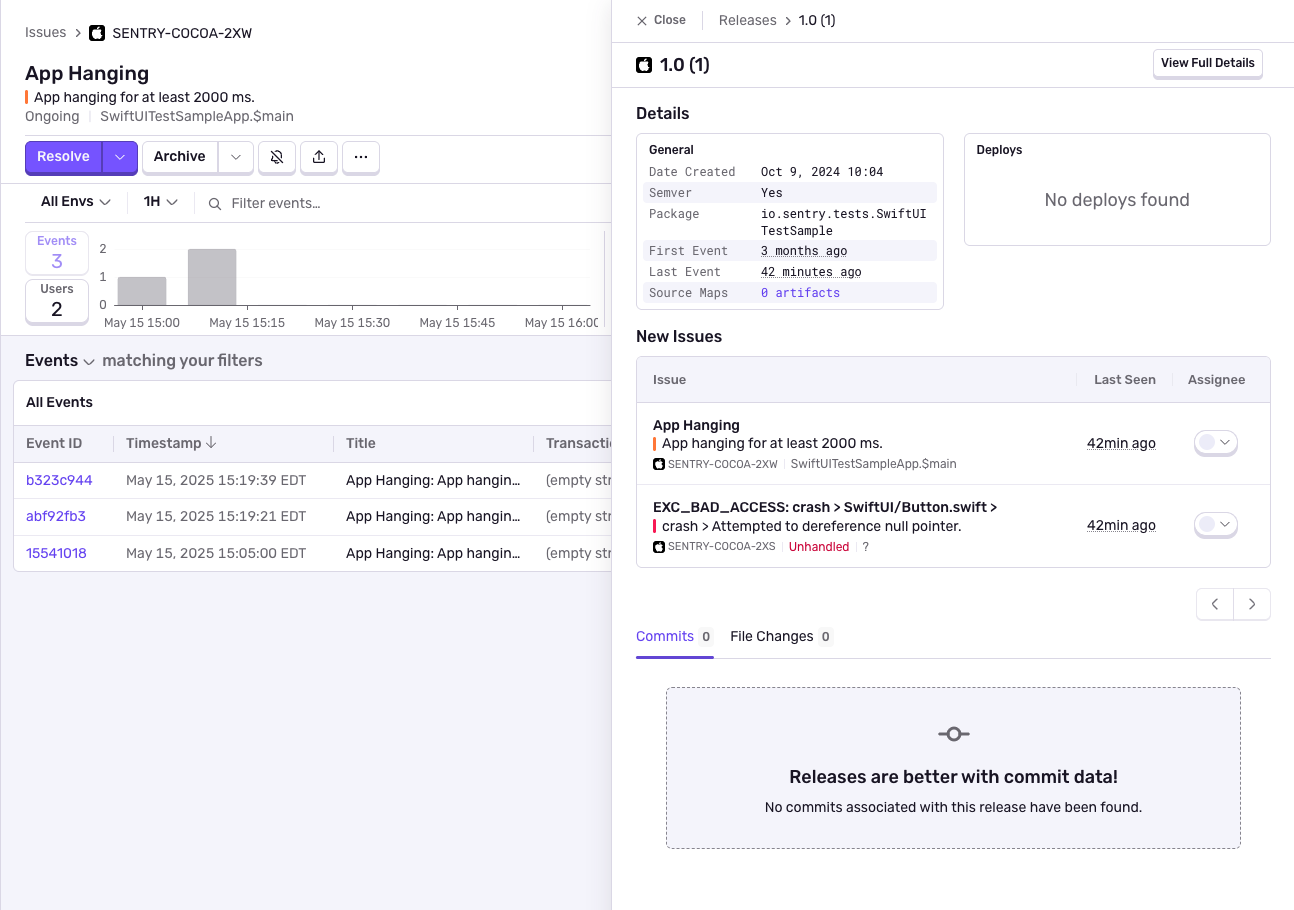 Issues > SENTRY-COCOA-2XW
App Hanging
App hanging for at least 2000 ms.
Ongoing SwiftUITestSampleApp.$main
Resolve Archive
All Envs 1H Filter events…
Events
3
Users
2
2
1
0
May 15 15:00 May 15 15:15 May 15 15:30 May 15 15:45 May 15 16:00
Events matching your filters
All Events
Event ID Timestamp Title Transacti
b323c944 May 15, 2025 15:19:39 EDT App Hanging: App hangin… (empty str
abf92fb3 May 15, 2025 15:19:21 EDT App Hanging: App hangin… (empty str
15541018 May 15, 2025 15:05:00 EDT App Hanging: App hangin… (empty str
Close Releases > 1.0 (1)
1.0 (1) View Full Details
Details
General
Date Created Oct 9, 2024 10:04
Semver Yes
Package io.sentry.tests.SwiftUI
TestSample
First Event 3 months ago
Last Event 42 minutes ago
Source Maps 0 artifacts
Deploys
No deploys found
New Issues
Issue Last Seen Assignee
App Hanging
App hanging for at least 2000 ms.
SENTRY-COCOA-2XW SwiftUITestSampleApp.$main
42min ago
EXC_BAD_ACCESS: crash > SwiftUI/Button.swift >
crash > Attempted to dereference null pointer.
SENTRY-COCOA-2XS Unhandled ?
42min ago
Commits 0 File Changes 0
Releases are better with commit data!
No commits associated with this release have been found.